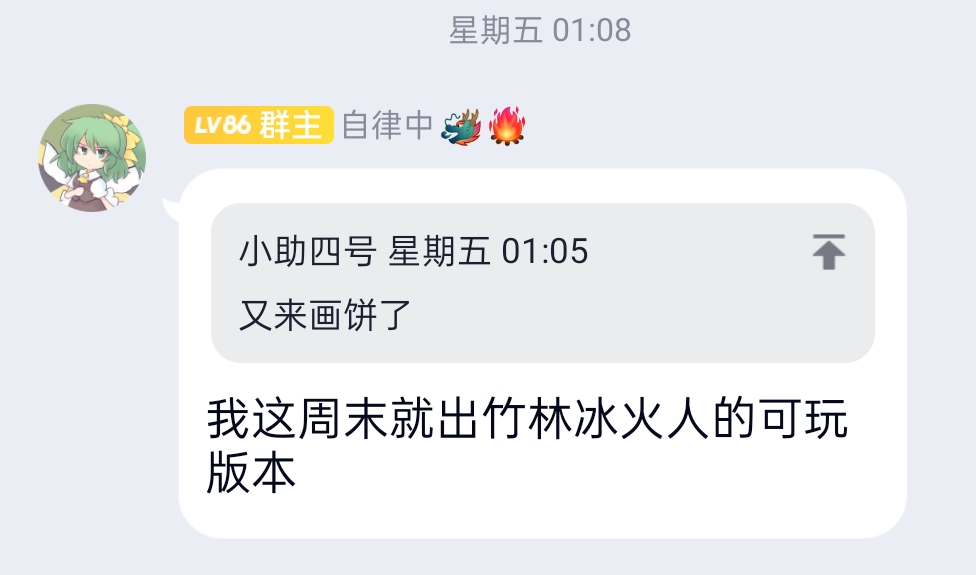 星期五 01:08
LV86 群主 自律中🐲🔥
小助四号 星期五 01:05
又来画饼了
我这周末就出竹林冰火人的可玩
版本